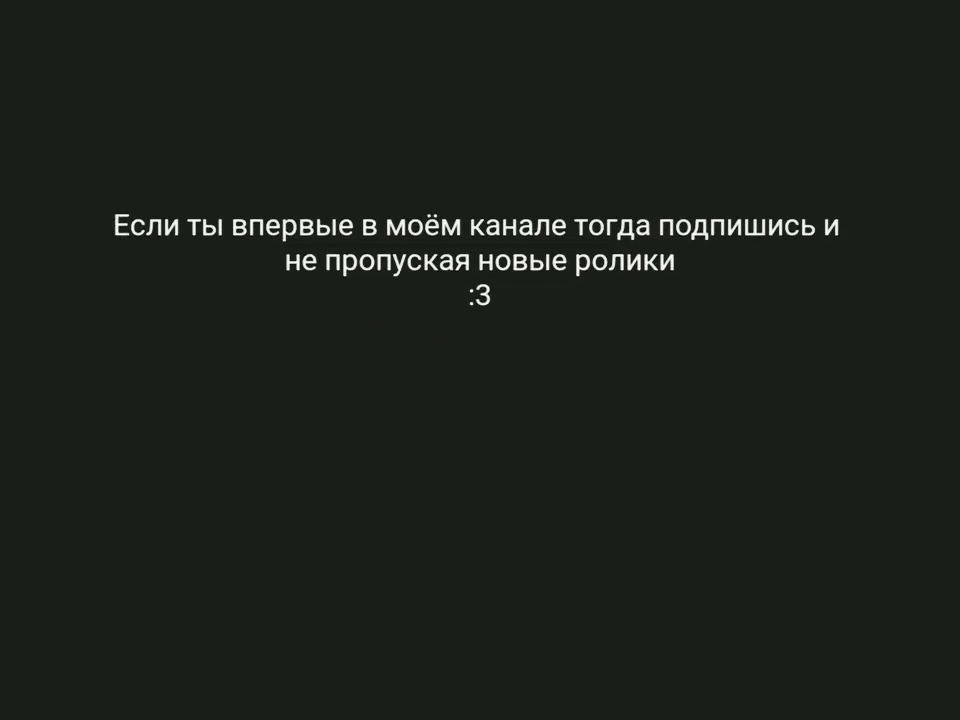 Если ты впервые в моём канале тогда подпишись и
не пропуская новые ролики
:3